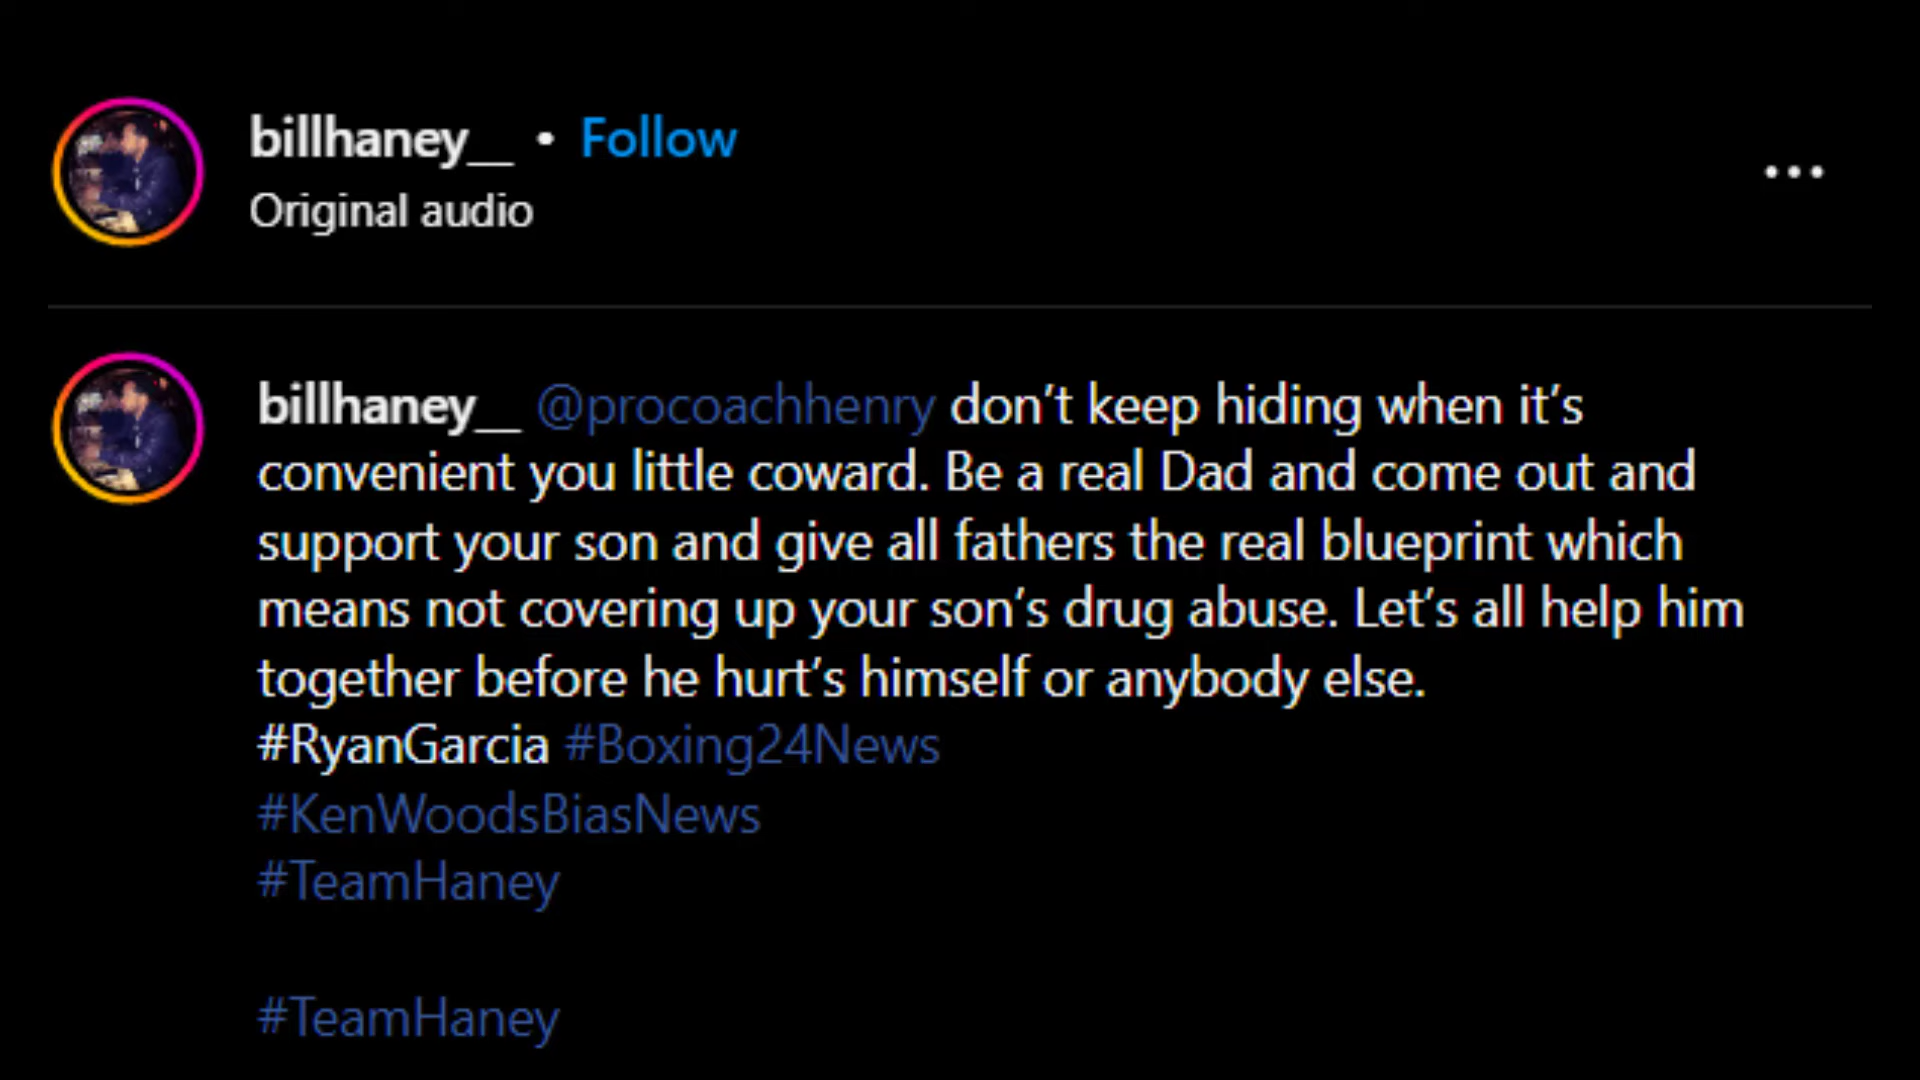 billhaney__ • Follow
Original audio
billhaney__ @procoachhenry don’t keep hiding when it’s
convenient you little coward. Be a real Dad and come out and
support your son and give all fathers the real blueprint which
means not covering up your son’s drug abuse. Let’s all help him
together before he hurt’s himself or anybody else.
#RyanGarcia #Boxing24News
#KenWoodsBiasNews
#TeamHaney
#TeamHaney